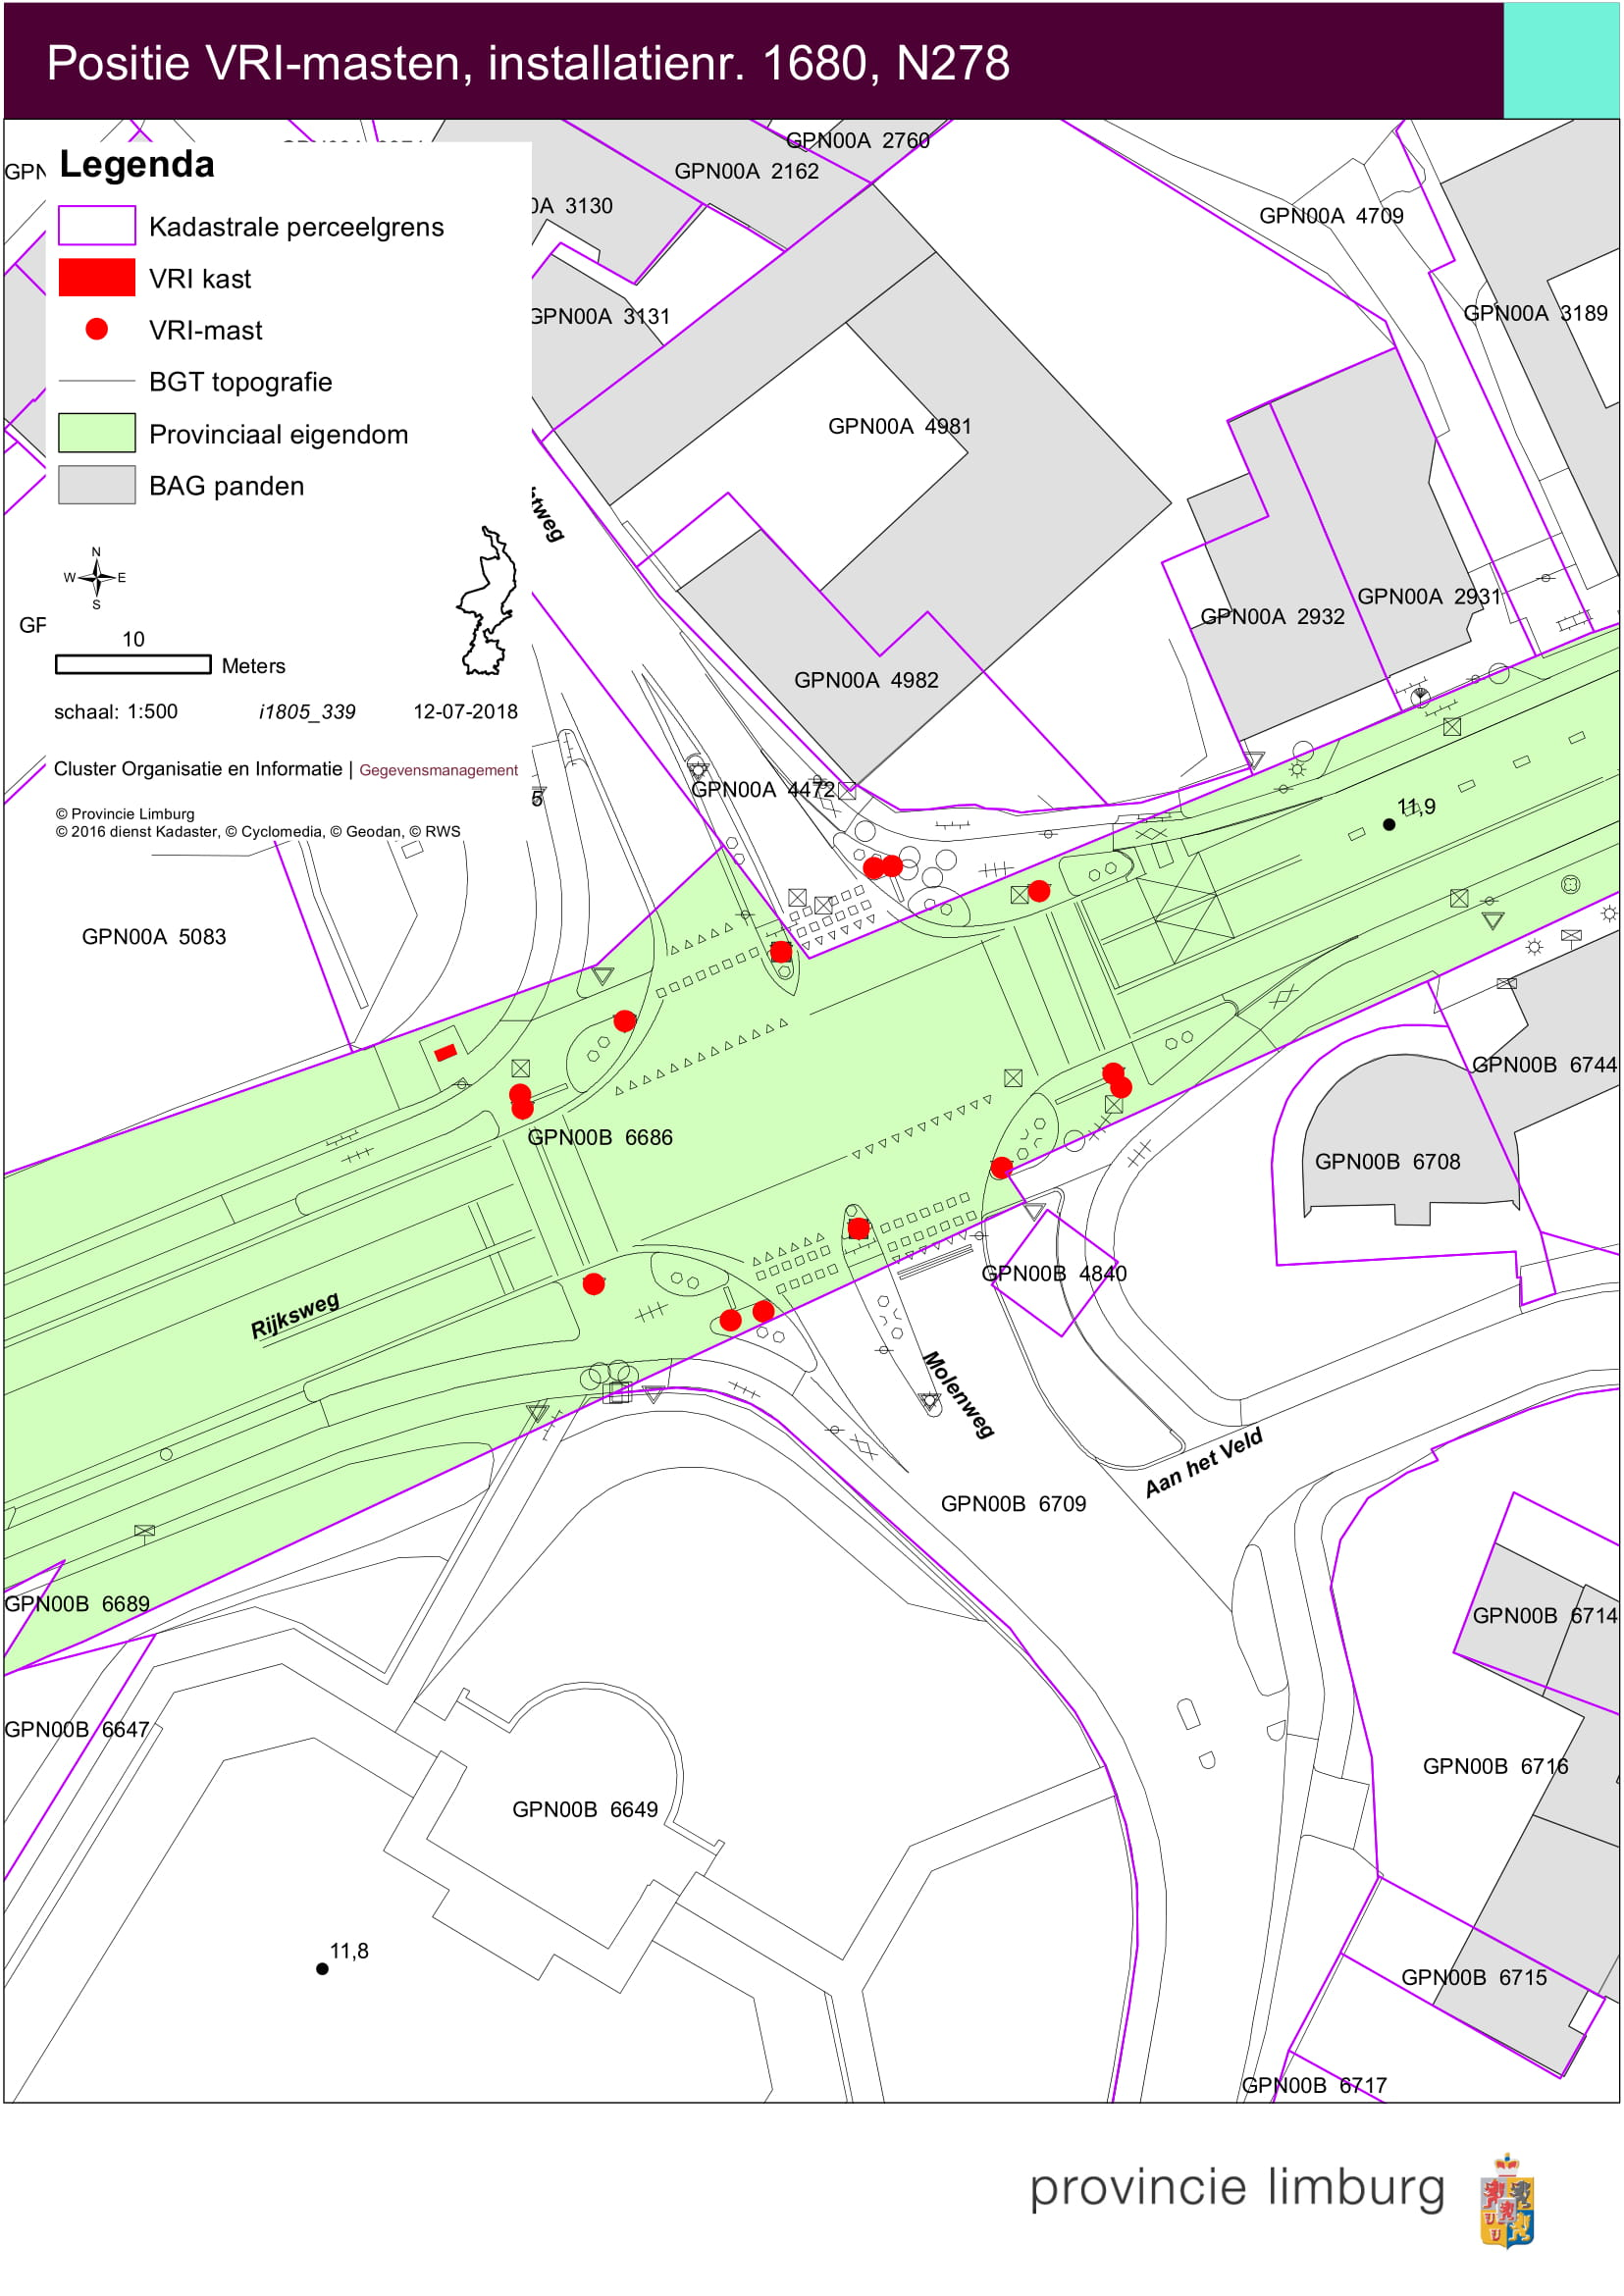 Positie VRI-masten, installatienr. 1680, N278
Legenda
Kadastrale perceelgrens
VRI kast
VRI-mast
BGT topografie
Provinciaal eigendom
BAG panden
N
W E
S
10
Meters
schaal: 1:500 i1805_339 12-07-2018
Cluster Organisatie en Informatie | Gegevensmanagement
© Provincie Limburg
© 2016 dienst Kadaster, © Cyclomedia, © Geodan, © RWS
GPN00A 2760
GPN00A 2162
0A 3130
GPN00A 4709
GPN00A 3131
GPN00A 3189
GPN00A 4981
GPN00A 2931
GPN00A 2932
GPN00A 4982
GPN00A 4472
11,9
GPN00A 5083
GPN00B 6744
GPN00B 6686
GPN00B 6708
GPN00B 4840
Rijksweg
Molenweg
Aan het Veld
GPN00B 6709
GPN00B 6689
GPN00B 6714
GPN00B 6647
GPN00B 6716
GPN00B 6649
11,8
GPN00B 6715
GPN00B 6717
provincie limburg